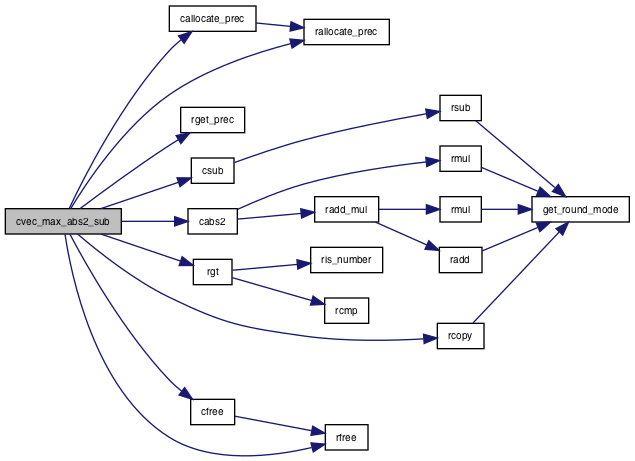 callocate_prec
rallocate_prec
rget_prec
rsub
csub
rmul
cvec_max_abs2_sub
cabs2
radd_mul
rmul
get_round_mode
ris_number
radd
rgt
rcmp
rcopy
cfree
rfree